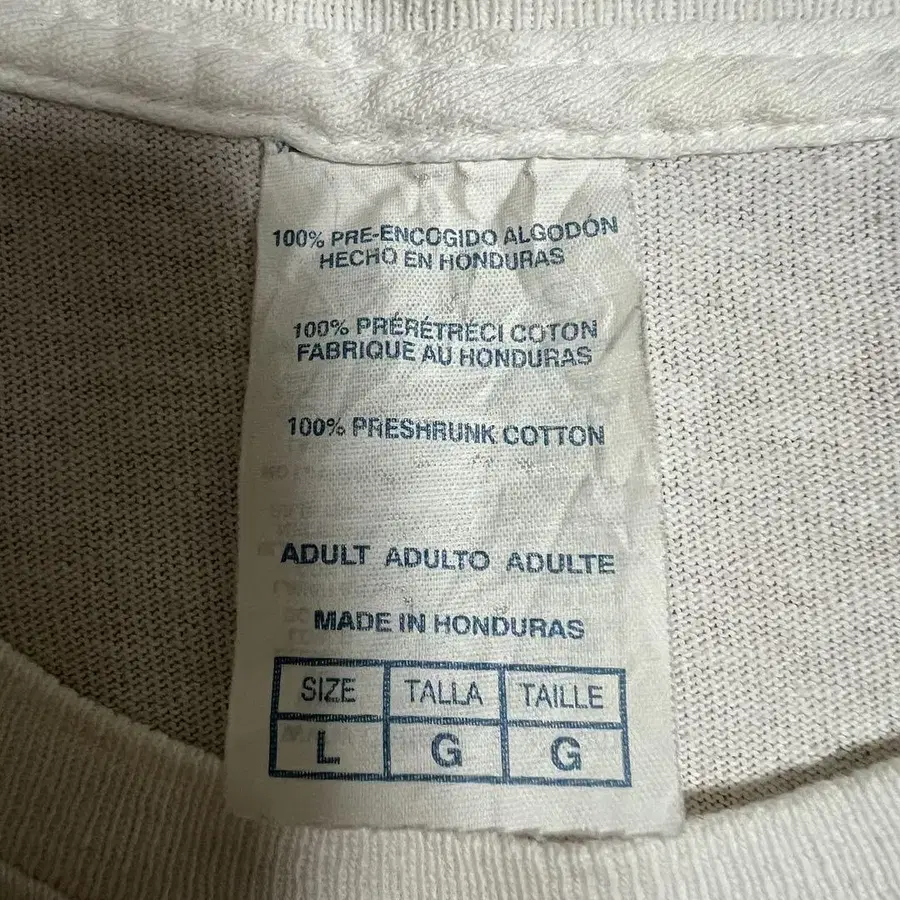 100% PRE-ENCOGIDO ALGODÓN
HECHO EN HONDURAS
100% PRÉRÉTRÉCI COTON
FABRIQUE AU HONDURAS
100% PRESHRUNK COTTON
ADULT ADULTO ADULTE
MADE IN HONDURAS
SIZE TALLA TAILLE
L G G